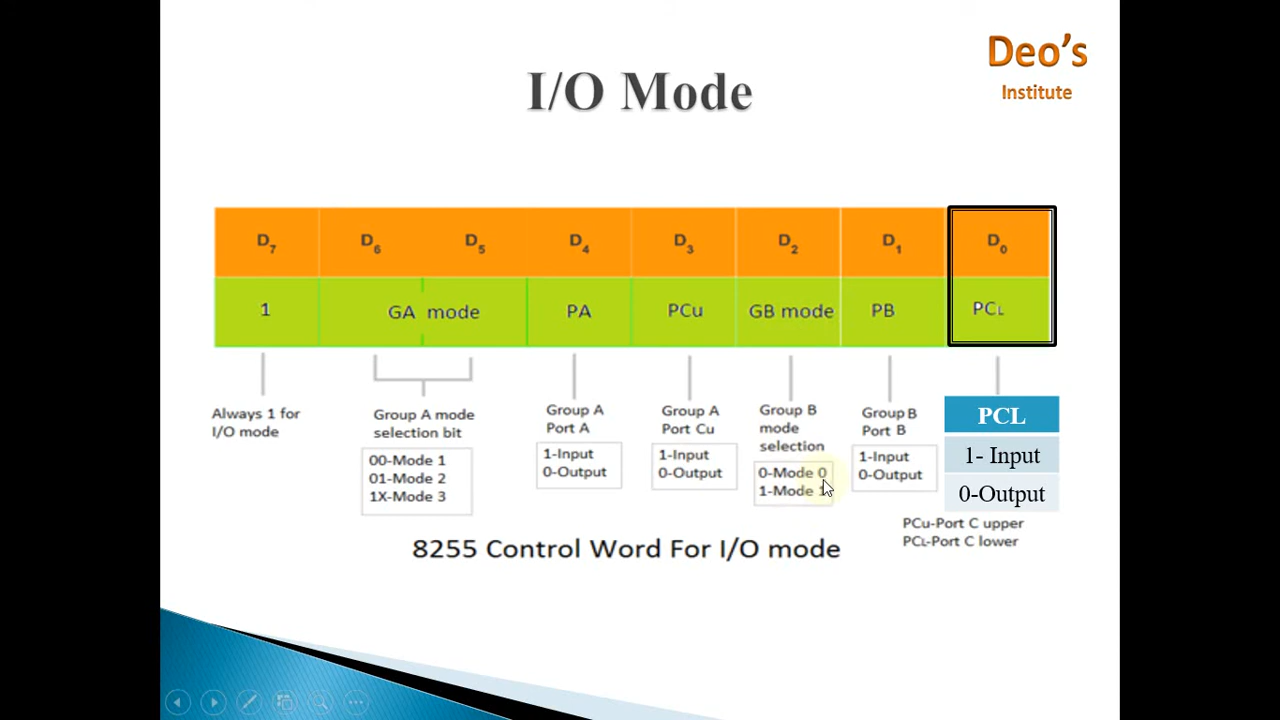 Deo's
Institute
I/O Mode
D7 D6 D5 D4 D3 D2 D1 D0
1 GA mode PA PCu GB mode PB PCL
Always 1 for
I/O mode
Group A mode
selection bit
00-Mode 1
01-Mode 2
1X-Mode 3
Group A
Port A
1-Input
0-Output
Group A
Port Cu
1-Input
0-Output
Group B
mode
selection
0-Mode 0
1-Mode 1
Group B
Port B
1-Input
0-Output
PCL
1- Input
0-Output
PCu-Port C upper
PCL-Port C lower
8255 Control Word For I/O mode